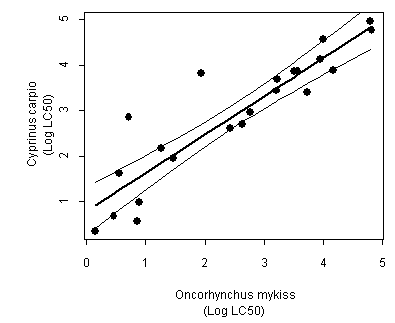 Cyprinus carpio
(Log LC50)
5
4
3
2
1
0 1 2 3 4 5
Oncorhynchus mykiss
(Log LC50)